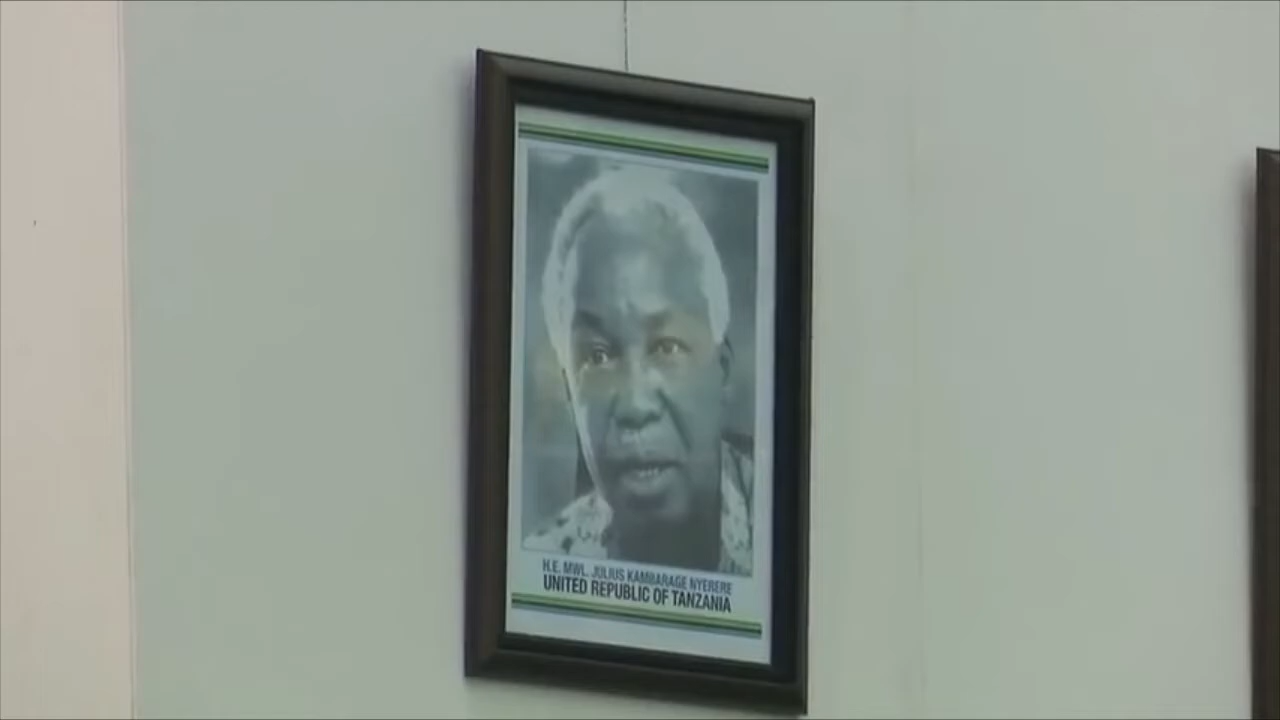 H.E. MWL. JULIUS KAMBARAGE NYERERE
UNITED REPUBLIC OF TANZANIA